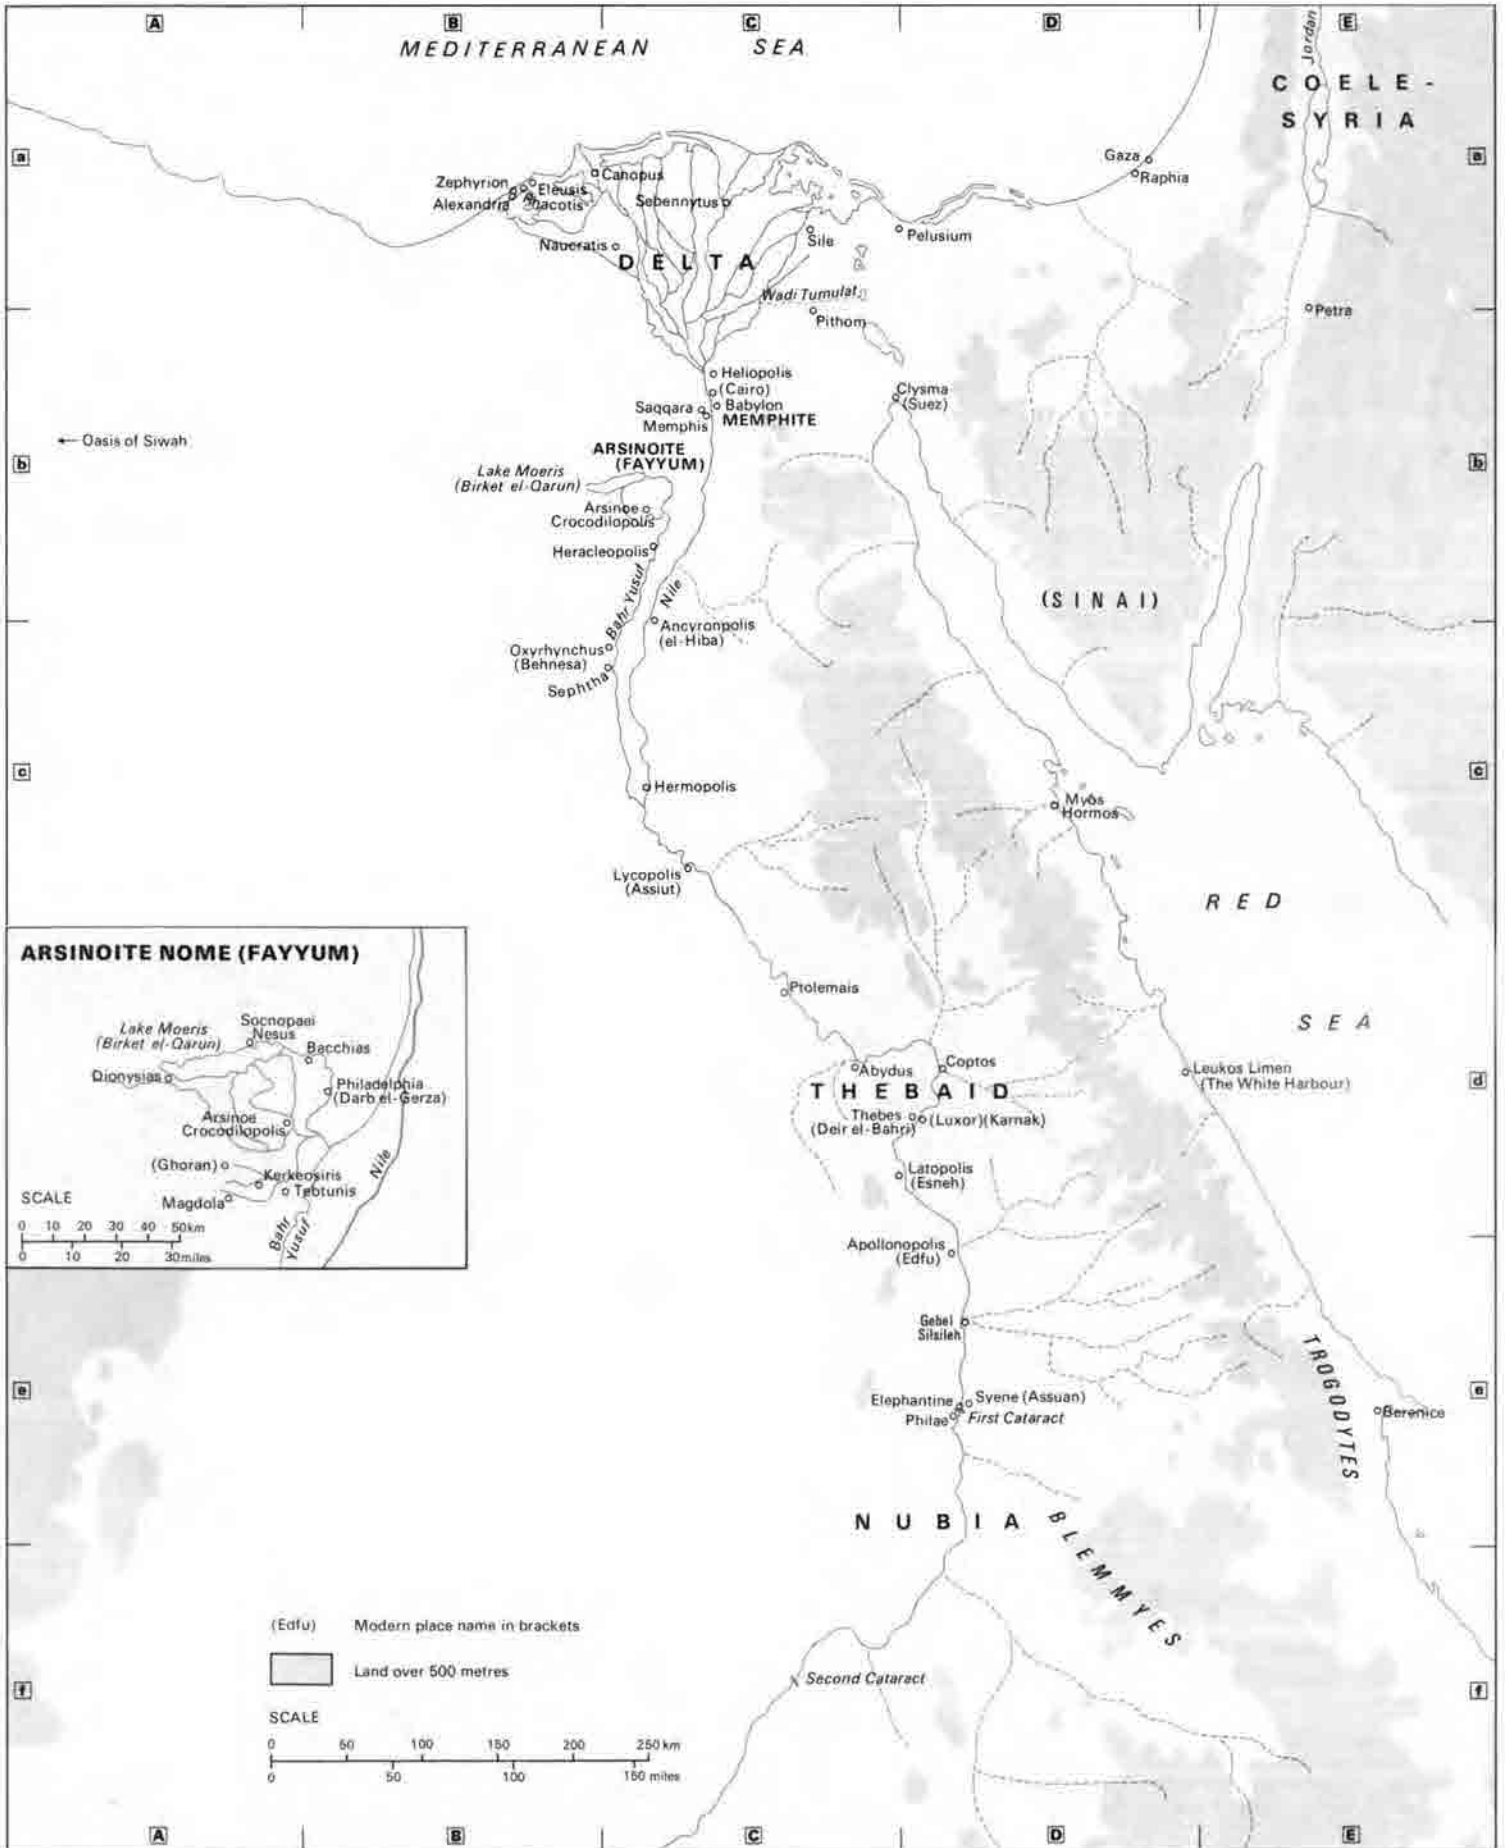 A B C D E
MEDITERRANEAN SEA
Jordan
COELE-
SYRIA
a
a
Gaza
Raphia
Zephyrion
Eleusis
Canopus
Alexandria
Rhacotis
Sebennytus
Naucratis
DELTA
Sile
Pelusium
Wadi Tumulat
Pithom
Petra
Heliopolis
(Cairo)
Saqqara
Babylon
Memphis
MEMPHITE
Clysma
(Suez)
← Oasis of Siwah
b
b
ARSINOITE
(FAYYUM)
Lake Moeris
(Birket el-Qarun)
Arsinoe
Crocodilopolis
Heracleopolis
Bahr Yusuf
Nile
(SINAI)
Ancyronpolis
(el-Hiba)
Oxyrhynchus
(Behnesa)
Sephtha
c
c
Hermopolis
Myos
Hormos
Lycopolis
(Assiut)
RED
SEA
Ptolemais
Abydus
Coptos
Leukos Limen
(The White Harbour)
d
THEBAID
Thebes
(Deir el-Bahri)
(Luxor)(Karnak)
Latopolis
(Esneh)
Apollonopolis
(Edfu)
Gebel
Silsileh
TROGODYTES
e
e
Elephantine
Syene (Assuan)
Philae
First Cataract
Berenice
NUBIA
BLEMMYES
f
f
Second Cataract
ARSINOITE NOME (FAYYUM)
Lake Moeris
(Birket el-Qarun)
Socnopaei
Nesus
Bacchias
Dionysias
Philadelphia
(Darb el-Gerza)
Arsinoe
Crocodilopolis
(Ghoran)
Kerkeosiris
Tebtunis
Magdola
Nile
Bahr
Yusuf
SCALE
0 10 20 30 40 50km
0 10 20 30miles
(Edfu) Modern place name in brackets
Land over 500 metres
SCALE
0 50 100 150 200 250 km
0 50 100 150 miles
A B C D E